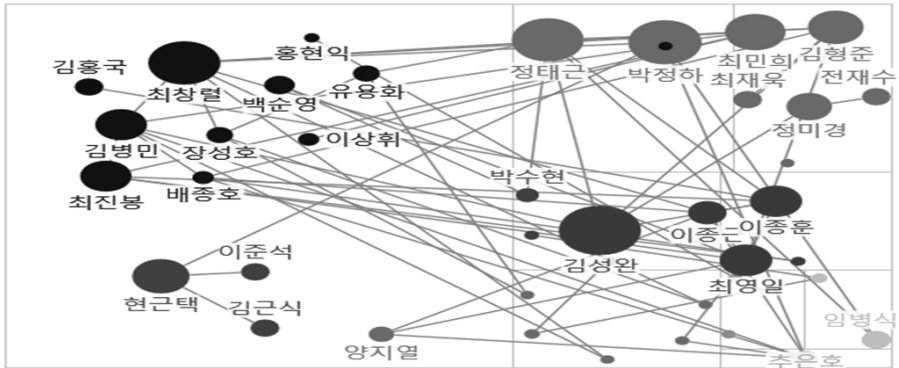 홍현익
김홍국
최창렬
유용화
백순영
김병민
장성호
이상휘
최진봉
배종호
정태근
박정하
최민희
김형준
최재욱
전재수
정미경
박수현
이종훈
김성완
최영일
이준석
현근택
김근식
양지열
임병식
추은호